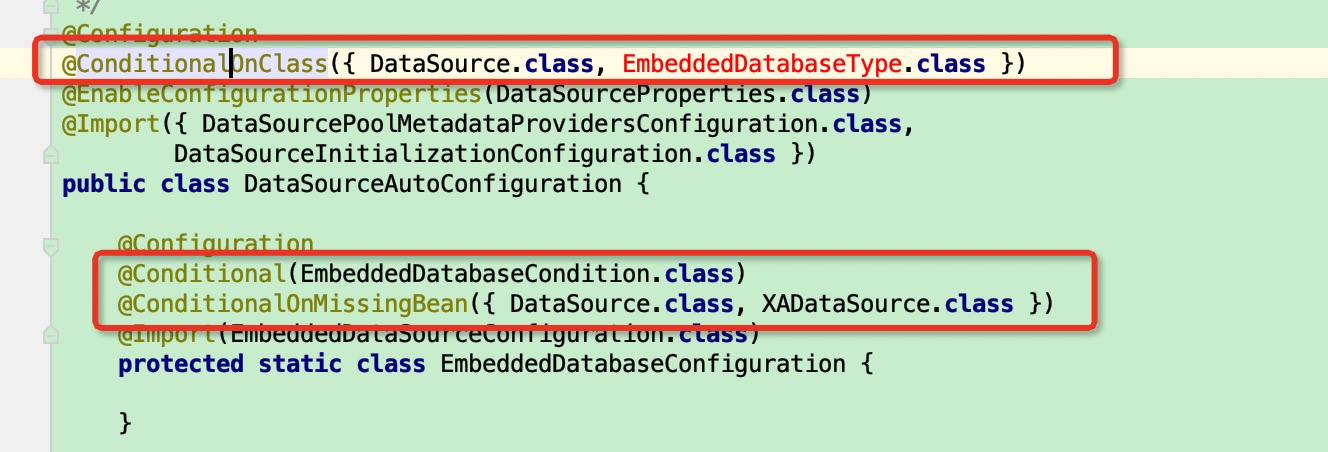 */
@Configuration
@ConditionalOnClass({ DataSource.class, EmbeddedDatabaseType.class })
@EnableConfigurationProperties(DataSourceProperties.class)
@Import({ DataSourcePoolMetadataProvidersConfiguration.class,
DataSourceInitializationConfiguration.class })
public class DataSourceAutoConfiguration {
@Configuration
@Conditional(EmbeddedDatabaseCondition.class)
@ConditionalOnMissingBean({ DataSource.class, XADataSource.class })
@Import(EmbeddedDataSourceConfiguration.class)
protected static class EmbeddedDatabaseConfiguration {
}